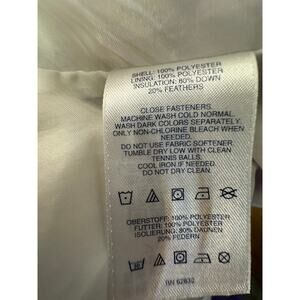 SHELL: 100% POLYESTER
LINING: 100% POLYESTER
INSULATION: 80% DOWN
20% FEATHERS
CLOSE FASTENERS.
MACHINE WASH COLD NORMAL.
WASH DARK COLORS SEPARATELY.
ONLY NON-CHLORINE BLEACH WHEN
NEEDED.
DO NOT USE FABRIC SOFTENER.
TUMBLE DRY LOW WITH CLEAN
TENNIS BALLS.
COOL IRON IF NEEDED.
DO NOT DRY CLEAN.
OBERSTOFF: 100% POLYESTER
FUTTER: 100% POLYESTER
ISOLIERUNG: 80% DAUNEN
20% FEDERN